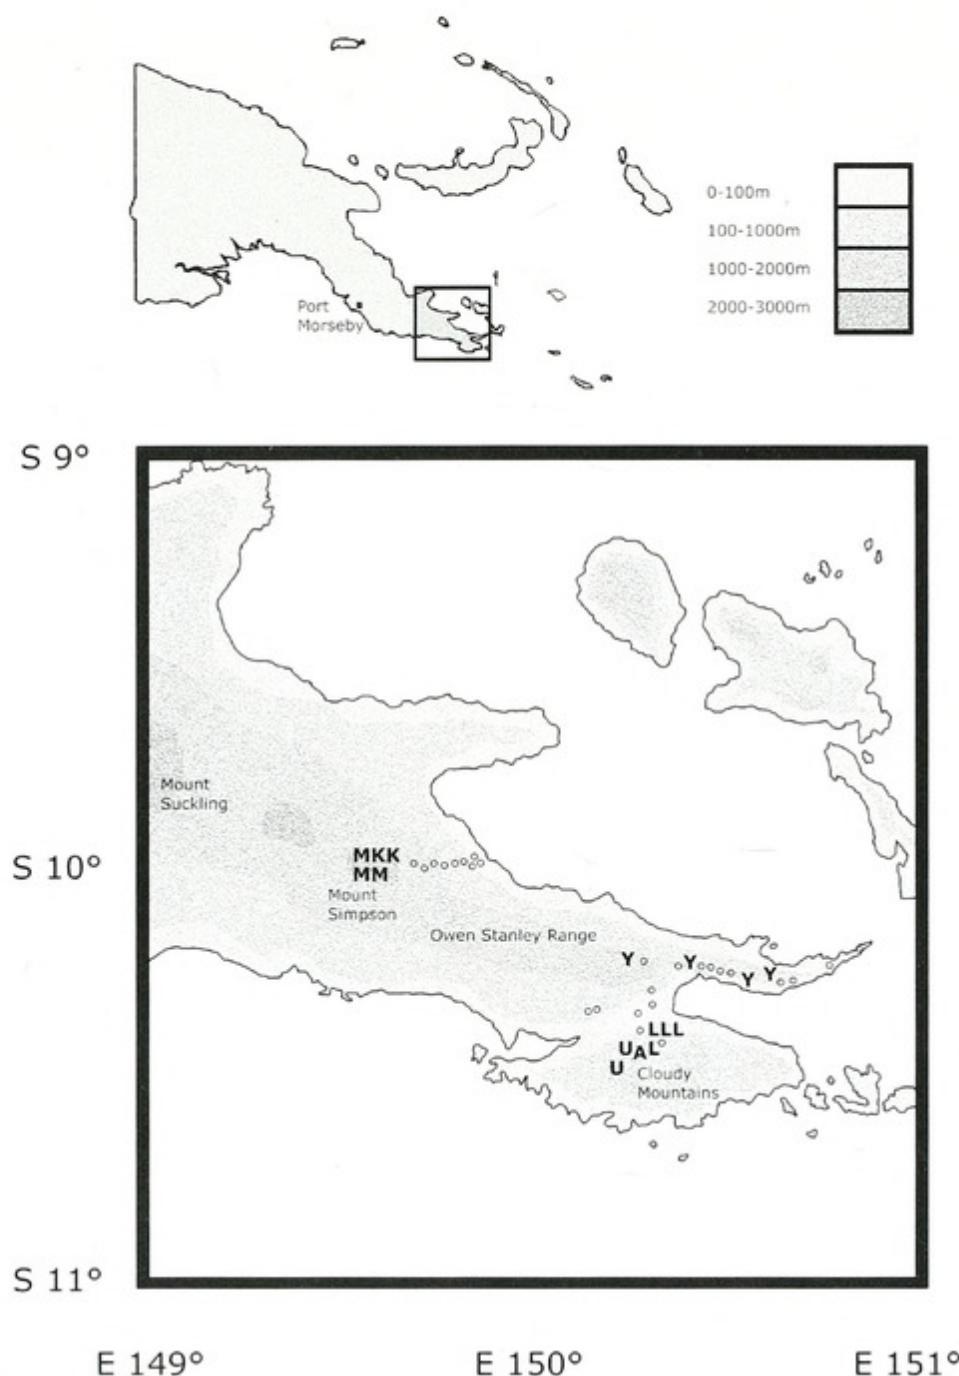 0-100m
100-1000m
1000-2000m
2000-3000m
Port
Morseby
S 9°
Mount
Suckling
S 10°
MKK
MM
Mount
Simpson
Owen Stanley Range
Y
Y
Y
Y
LLL
UAL
U
Cloudy
Mountains
S 11°
E 149°
E 150°
E 151°